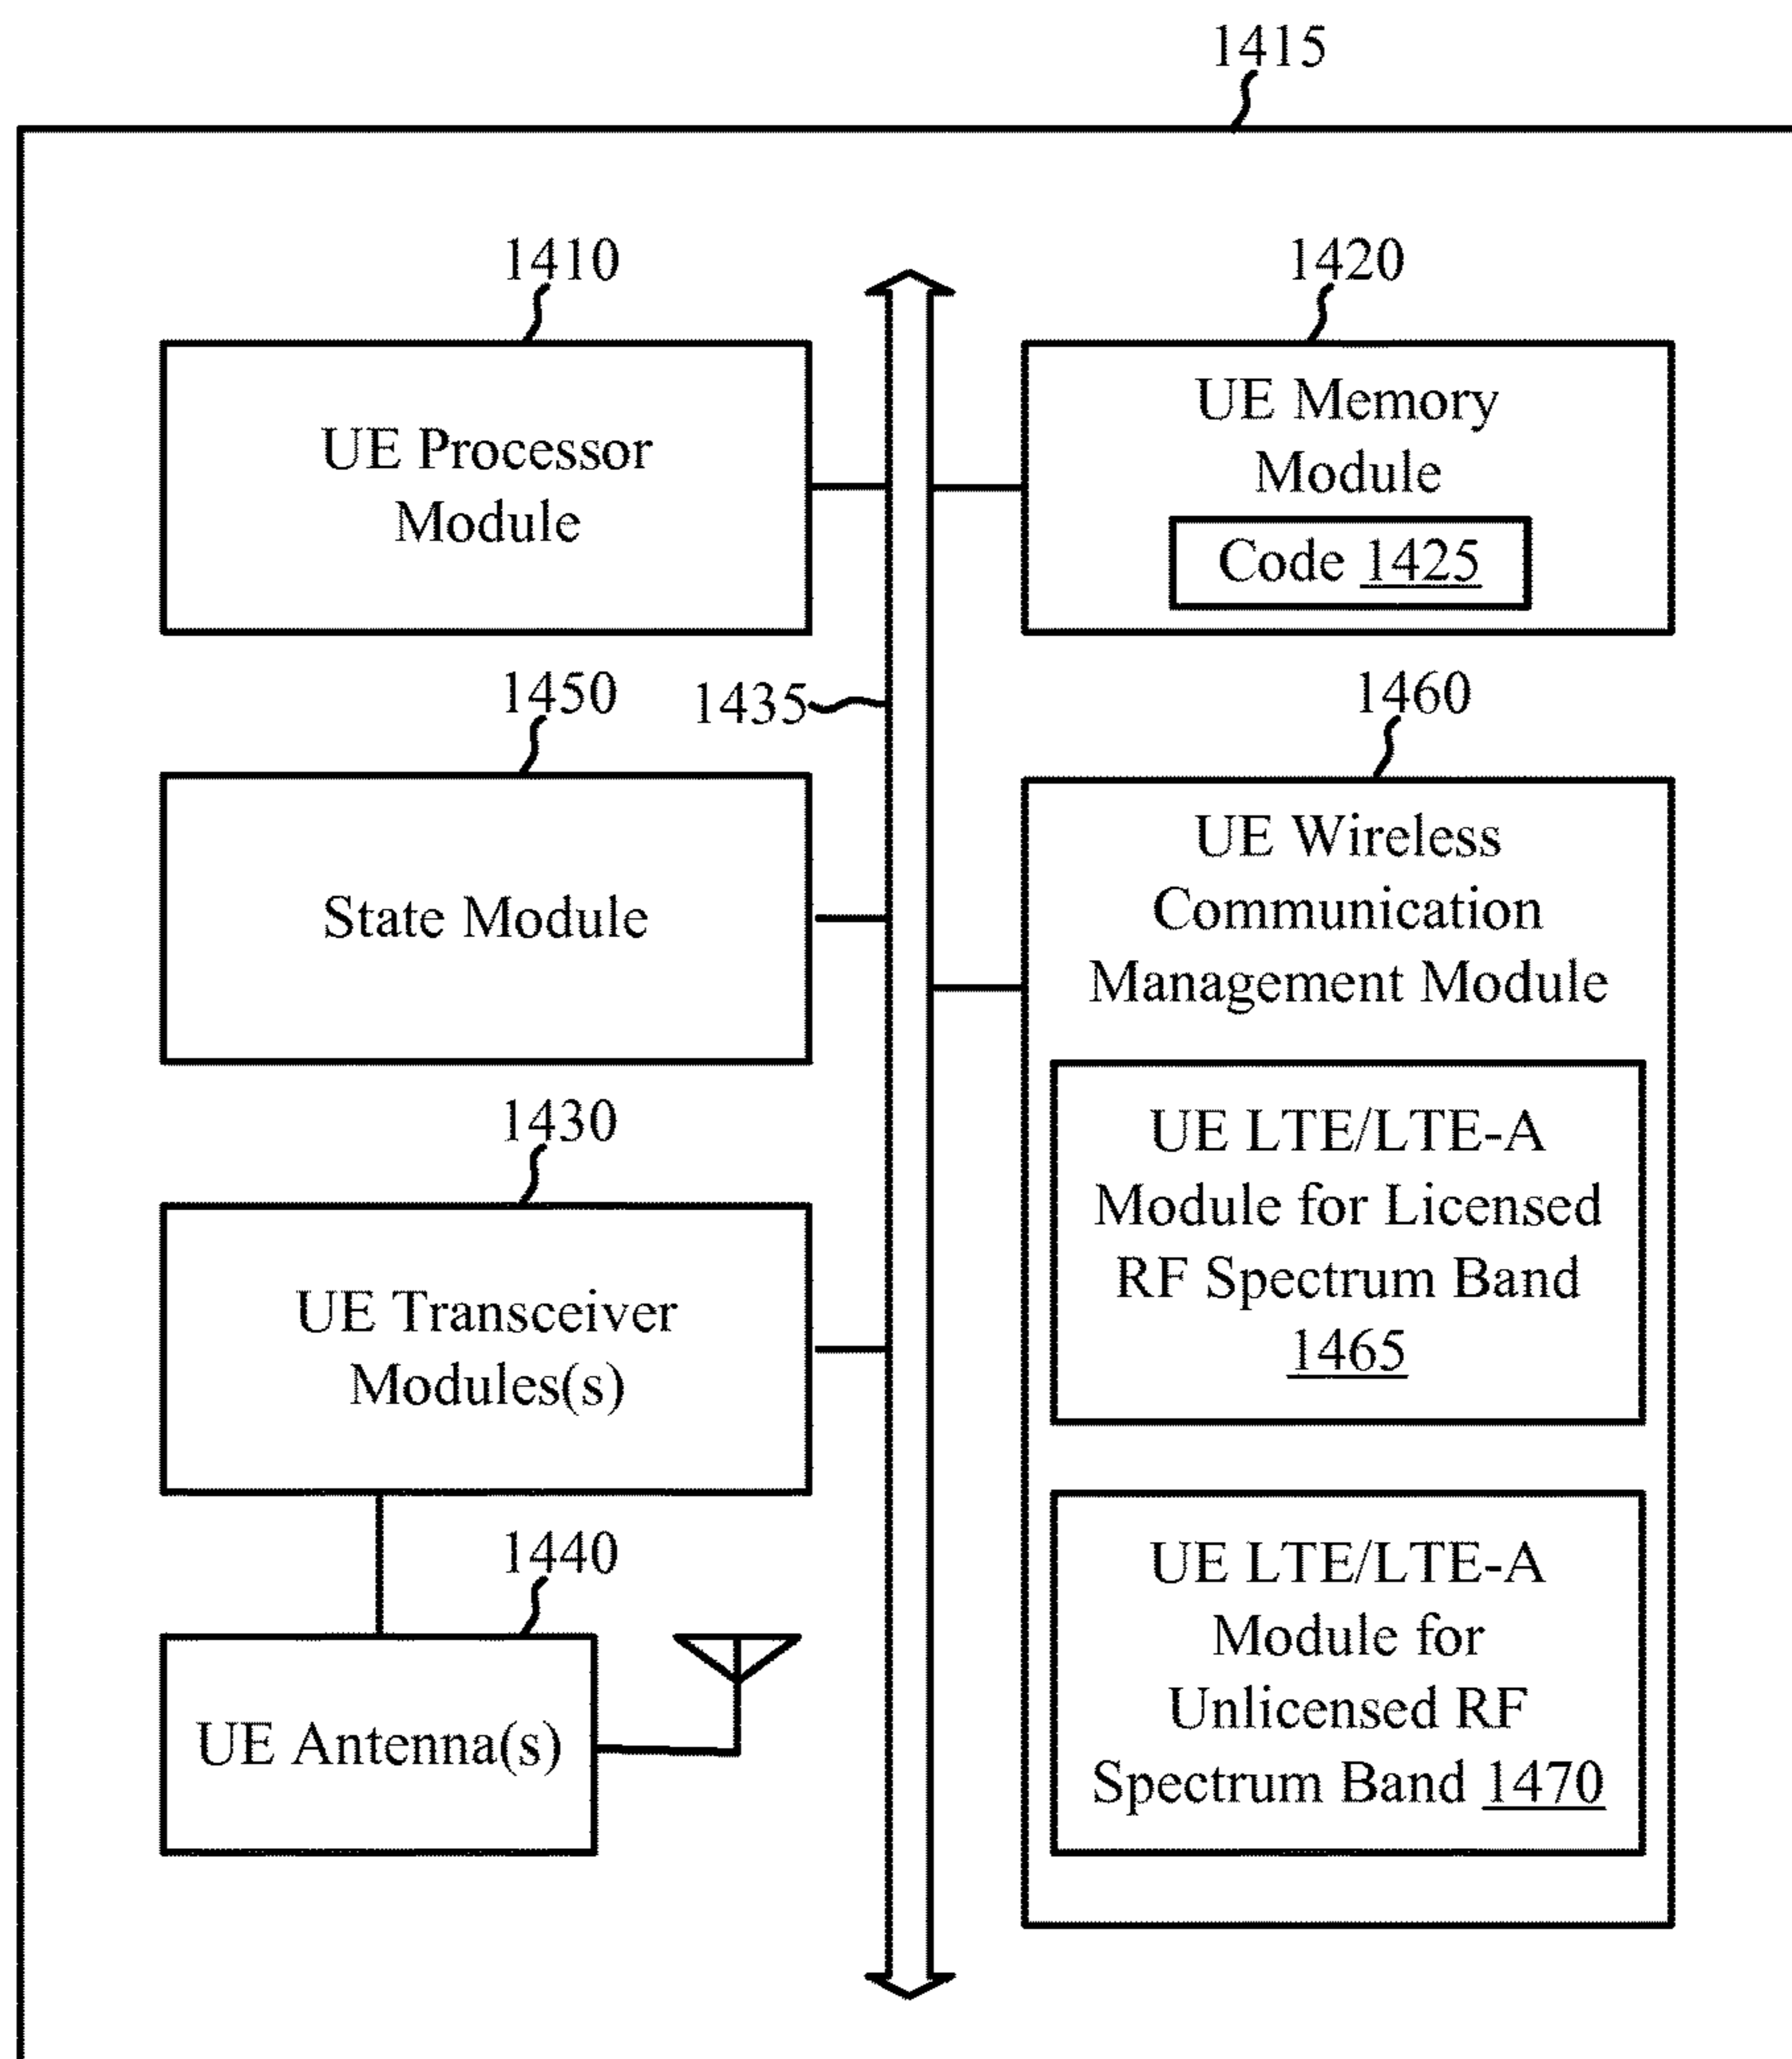 1415
1410
UE Processor
Module
1420
UE Memory
Module
Code 1425
1450
State Module
1435
1460
UE Wireless
Communication
Management Module
UE LTE/LTE-A
Module for Licensed
RF Spectrum Band
1465
UE LTE/LTE-A
Module for
Unlicensed RF
Spectrum Band 1470
1430
UE Transceiver
Modules(s)
1440
UE Antenna(s)